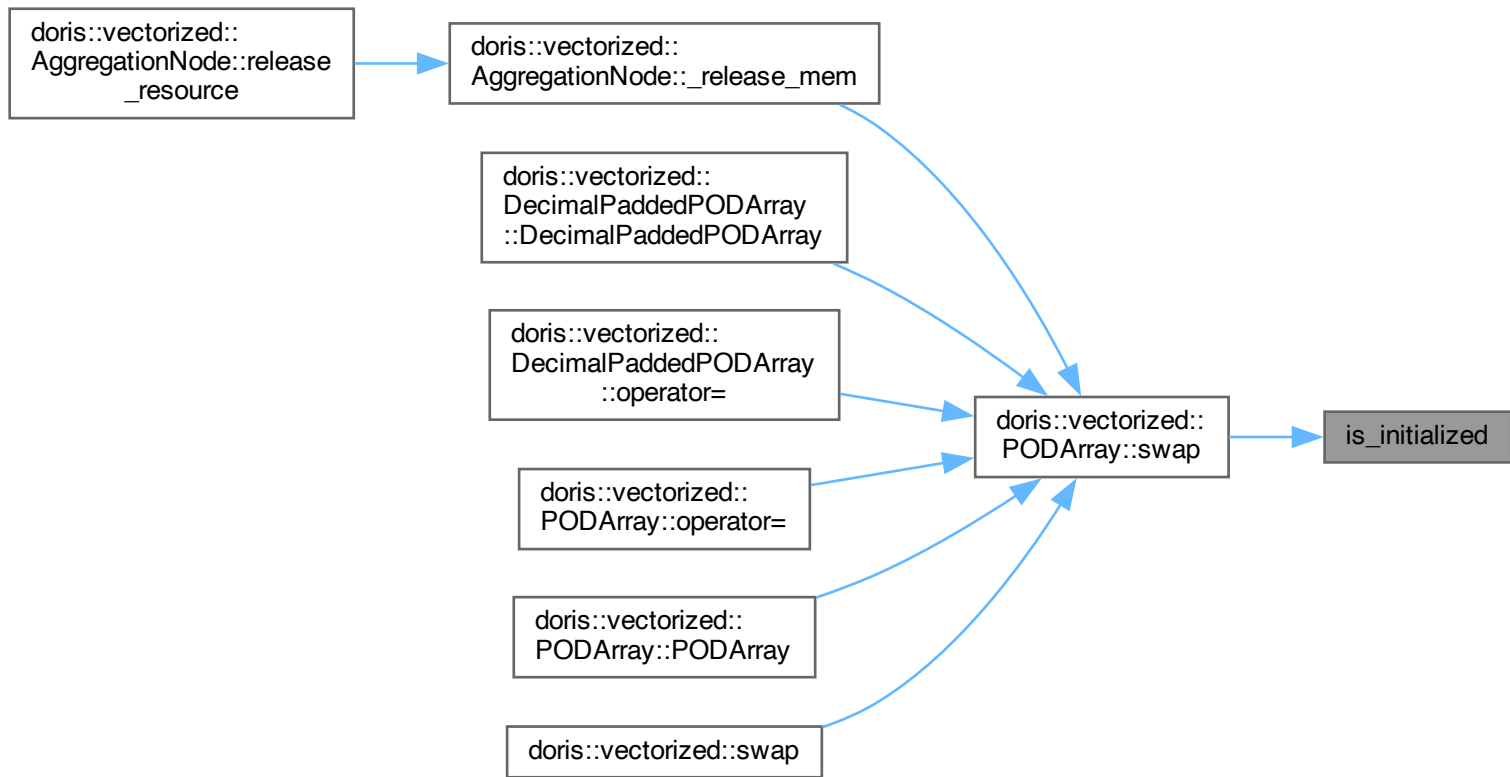 doris::vectorized::
AggregationNode::release
_resource
doris::vectorized::
AggregationNode::_release_mem
doris::vectorized::
DecimalPaddedPODArray
::DecimalPaddedPODArray
doris::vectorized::
DecimalPaddedPODArray
::operator=
doris::vectorized::
PODArray::operator=
doris::vectorized::
PODArray::PODArray
doris::vectorized::swap
doris::vectorized::
PODArray::swap
is_initialized